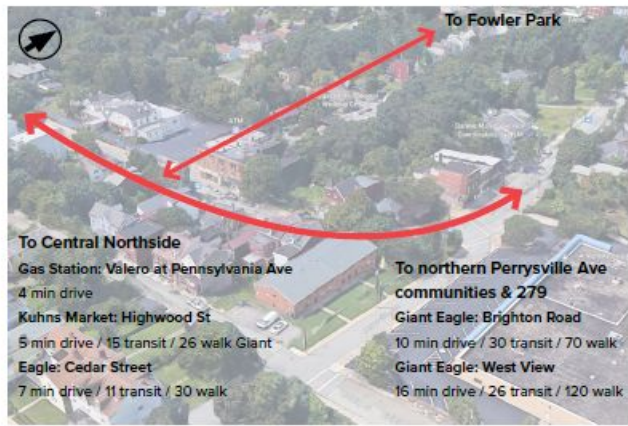 To Fowler Park
ATM
To Central Northside
Gas Station: Valero at Pennsylvania Ave
4 min drive
Kuhns Market: Highwood St
5 min drive / 15 transit / 26 walk Giant
Eagle: Cedar Street
7 min drive / 11 transit / 30 walk
To northern Perrysville Ave
communities & 279
Giant Eagle: Brighton Road
10 min drive / 30 transit / 70 walk
Giant Eagle: West View
16 min drive / 26 transit / 120 walk